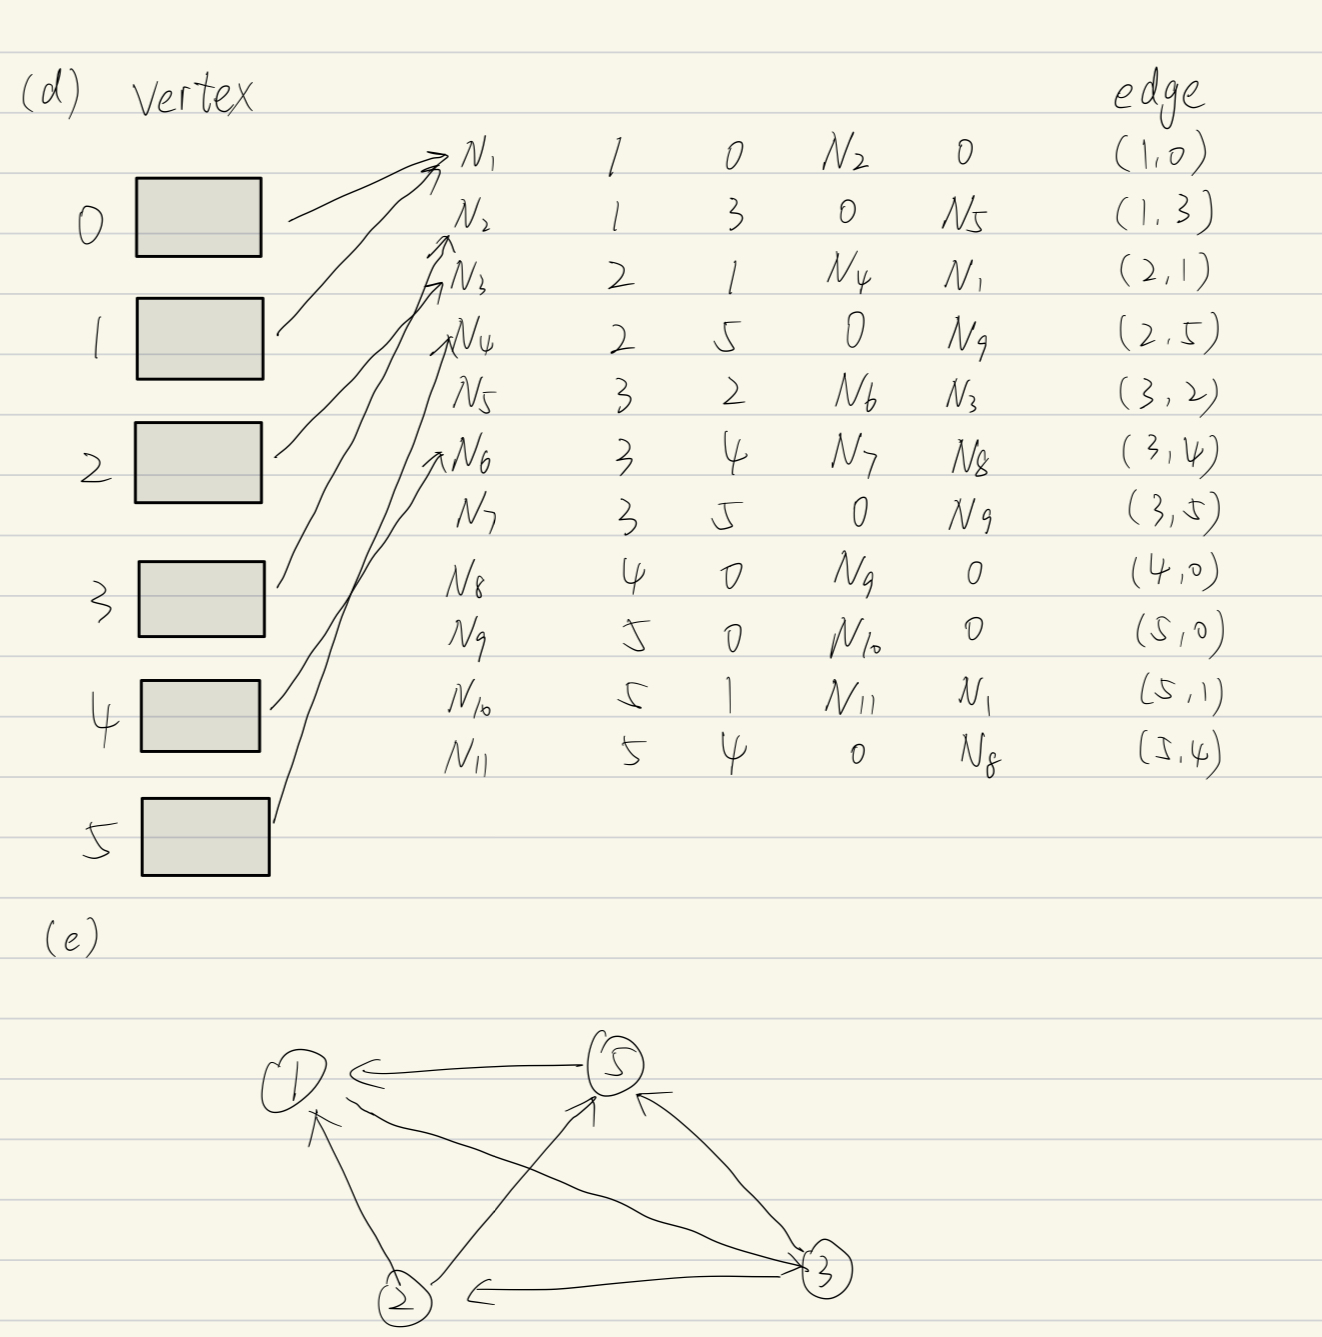 (d) Vertex edge
N1 1 0 N2 0 (1,0)
0 N2 1 3 0 N5 (1,3)
N3 2 1 N4 N1 (2,1)
1 N4 2 5 0 N9 (2,5)
N5 3 2 N6 N3 (3,2)
2 N6 3 4 N7 N8 (3,4)
N7 3 5 0 N9 (3,5)
3 N8 4 0 N9 0 (4,0)
N9 5 0 N10 0 (5,0)
4 N10 5 1 N11 N1 (5,1)
N11 5 4 0 N8 (5,4)
5
(e)
1 5
2 3